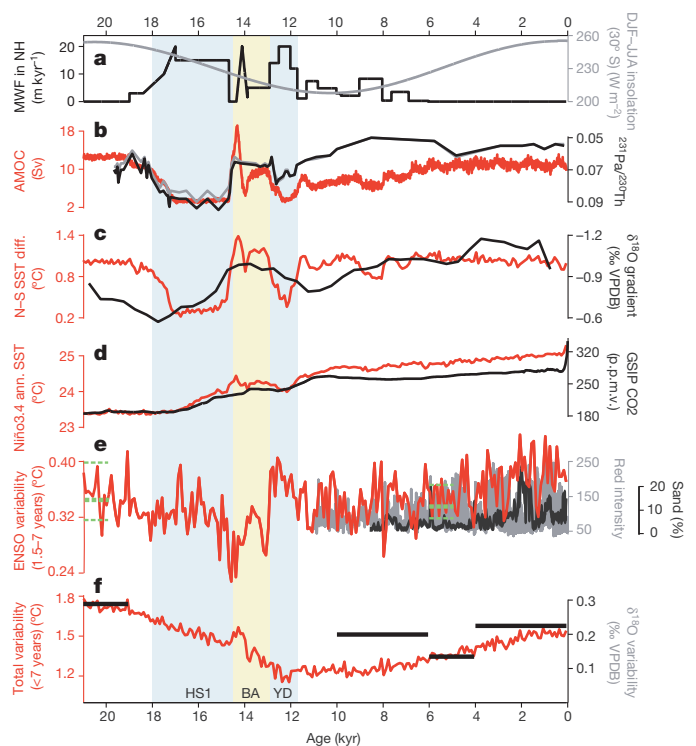 20 18 16 14 12 10 8 6 4 2 0
a
MWF in NH
(m kyr⁻¹)
20
10
0
260
230
200
DJF–JJA insolation
(30° S) (W m⁻²)
b
AMOC
(Sv)
18
10
2
0.05
0.07
0.09
²³¹Pa/²³⁰Th
c
N–S SST diff.
(°C)
1.4
0.8
0.2
−1.2
−0.9
−0.6
δ¹⁸O gradient
(‰ VPDB)
d
Niño3.4 ann. SST
(°C)
25
24
23
320
250
180
GSIP CO2
(p.p.m.v.)
e
ENSO variability
(1.5–7 years) (°C)
0.40
0.32
0.24
250
150
50
Red intensity
20
10
0
Sand (%)
f
Total variability
(<7 years) (°C)
1.8
1.5
1.2
0.3
0.2
0.1
δ¹⁸O variability
(‰ VPDB)
HS1 BA YD
20 18 16 14 12 10 8 6 4 2 0
Age (kyr)